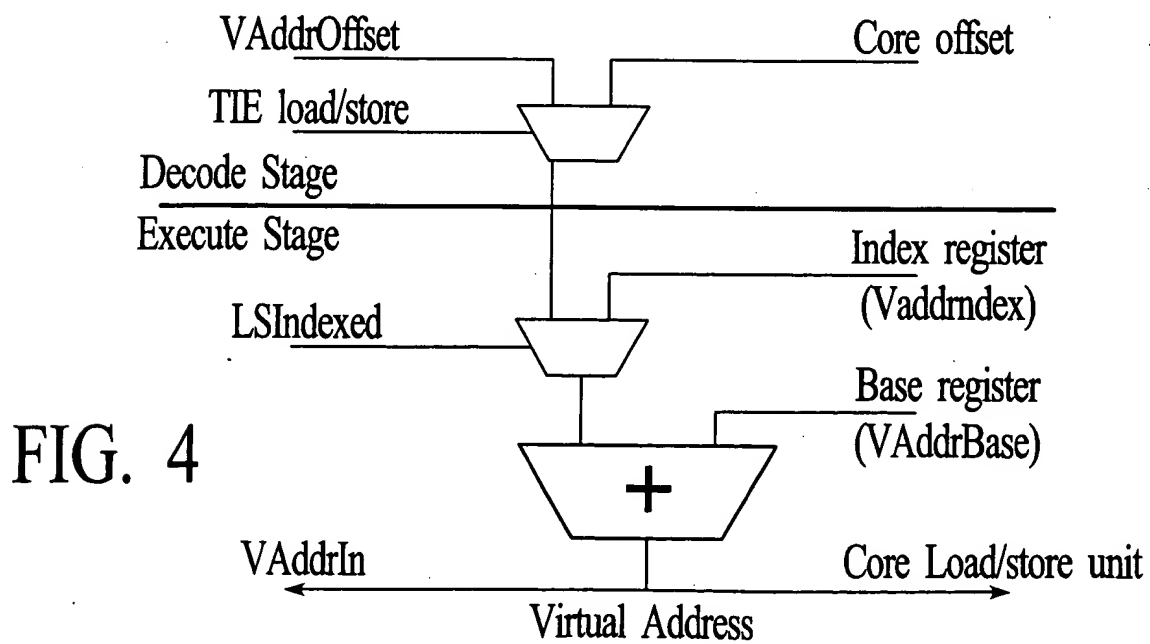 VAddrOffset
Core offset
TIE load/store
Decode Stage
Execute Stage
Index register
(Vaddrndex)
LSIndexed
Base register
(VAddrBase)
FIG. 4
+
VAddrIn
Core Load/store unit
Virtual Address